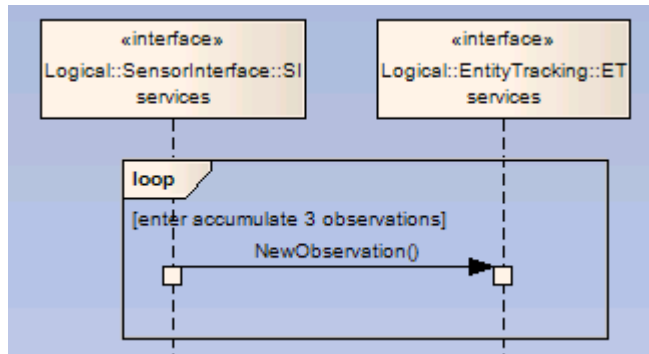 «interface»
Logical::SensorInterface::SI
services
«interface»
Logical::EntityTracking::ET
services
loop
[enter accumulate 3 observations]
NewObservation()